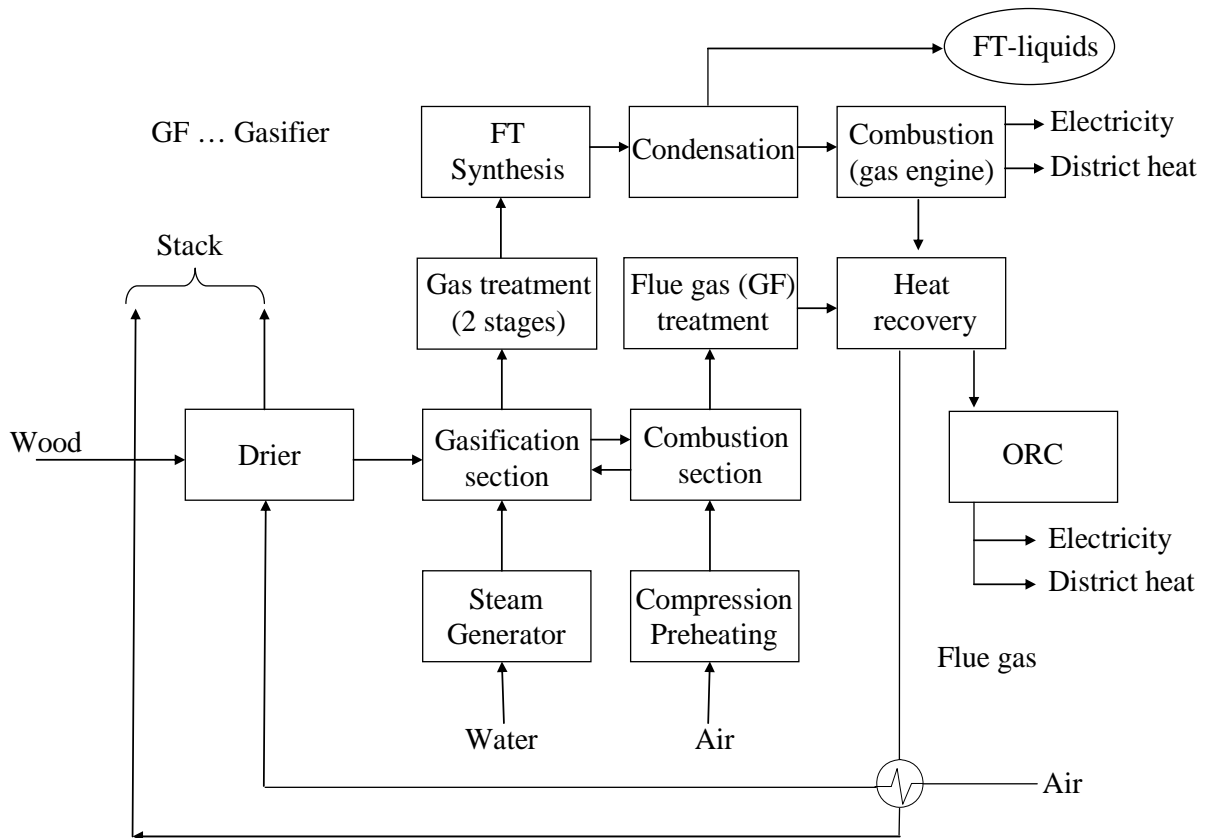 FT-liquids
GF … Gasifier
FT
Synthesis
Condensation
Combustion
(gas engine)
Electricity
District heat
Stack
Gas treatment
(2 stages)
Flue gas (GF)
treatment
Heat
recovery
Wood
Drier
Gasification
section
Combustion
section
ORC
Electricity
District heat
Steam
Generator
Compression
Preheating
Flue gas
Water
Air
Air